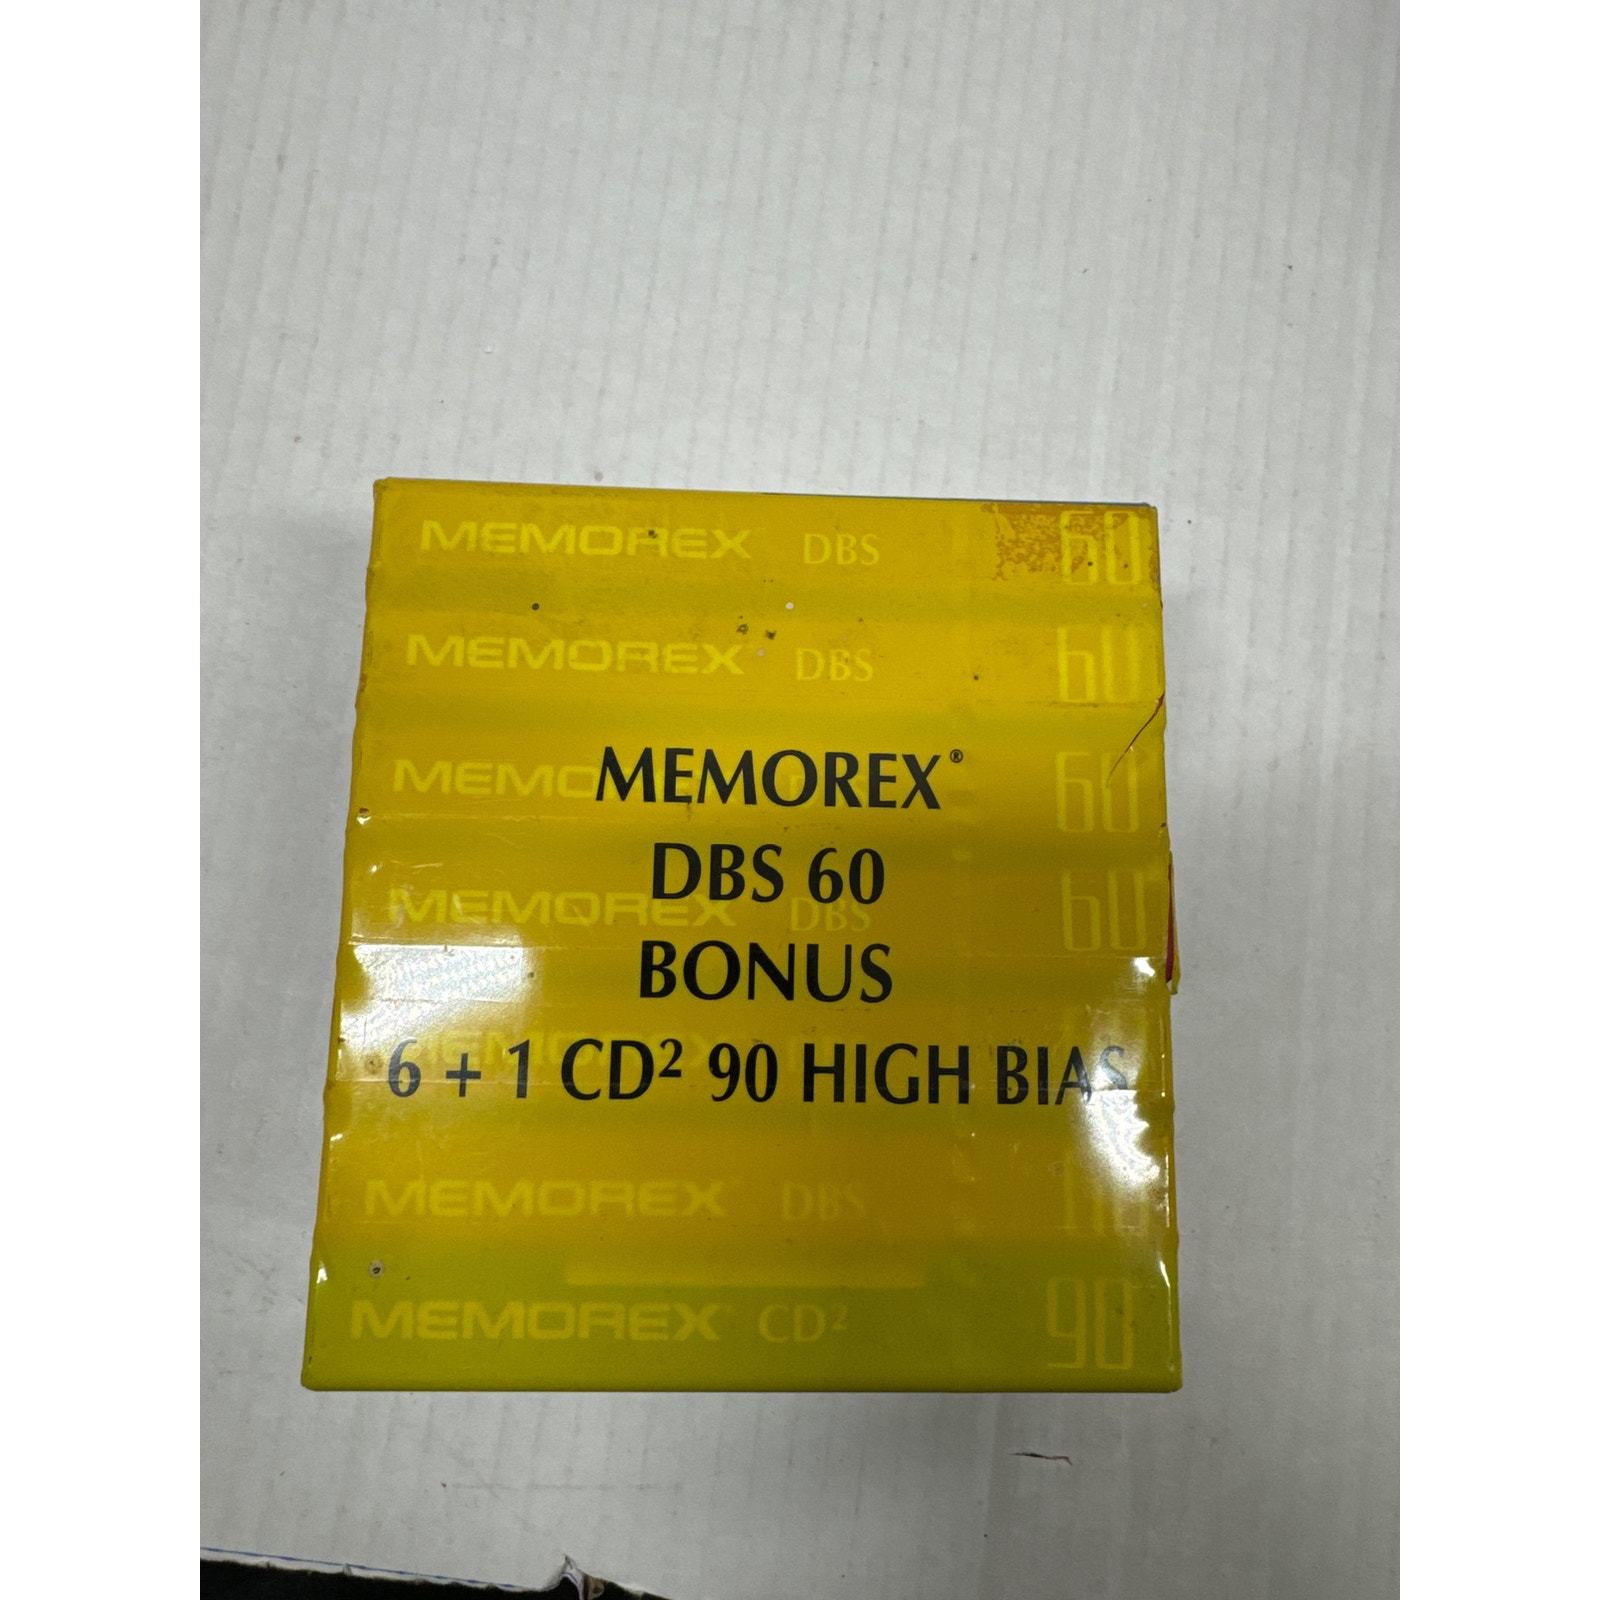 MEMOREX DBS 60
MEMOREX DBS 60
MEMO 60
MEMOREX®
DBS 60
MEMOREX DBS 60
BONUS
6 + 1 CD² 90 HIGH BIAS
MEMOREX DBS
MEMOREX CD² 90